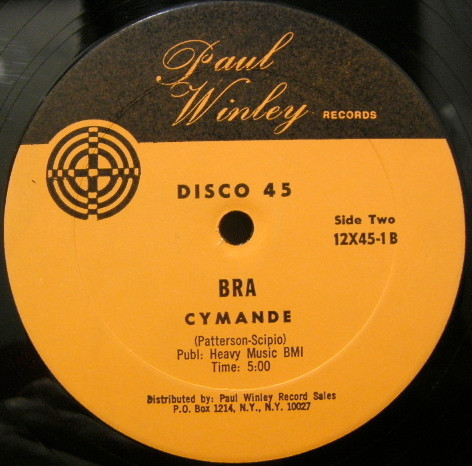 Paul
Winley RECORDS
DISCO 45
Side Two
12X45-1 B
BRA
CYMANDE
(Patterson-Scipio)
Publ: Heavy Music BMI
Time: 5:00
Distributed by: Paul Winley Record Sales
P.O. Box 1214, N.Y., N.Y. 10027